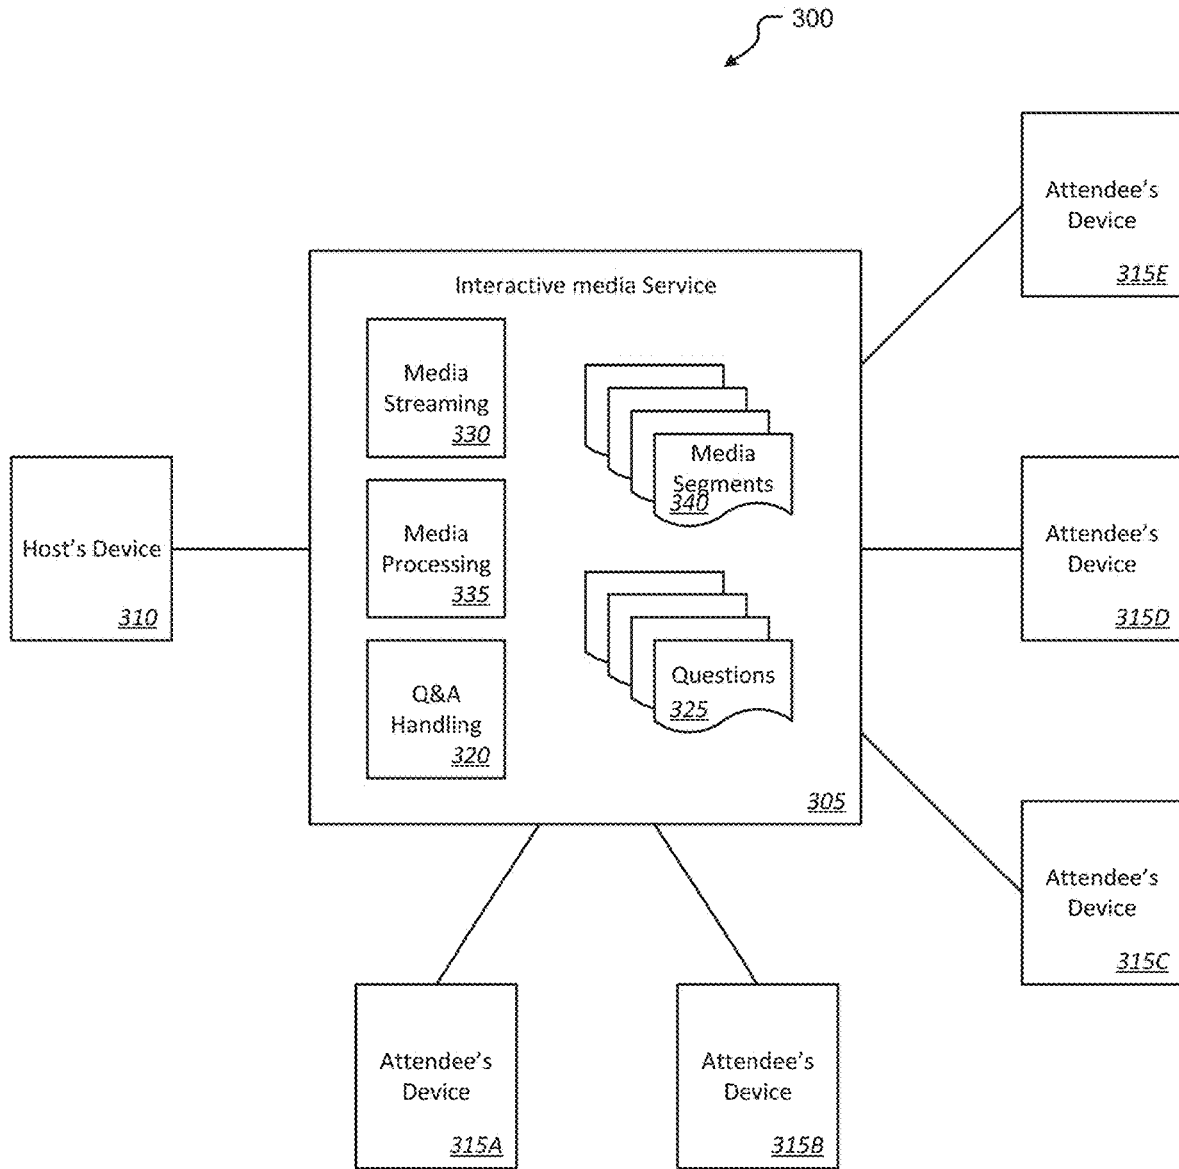 300
Attendee's
Device
315E
Interactive media Service
Media
Streaming
330
Media
Segments
340
Host's Device
310
Media
Processing
335
Attendee's
Device
315D
Q&A
Handling
320
Questions
325
305
Attendee's
Device
315C
Attendee's
Device
315A
Attendee's
Device
315B